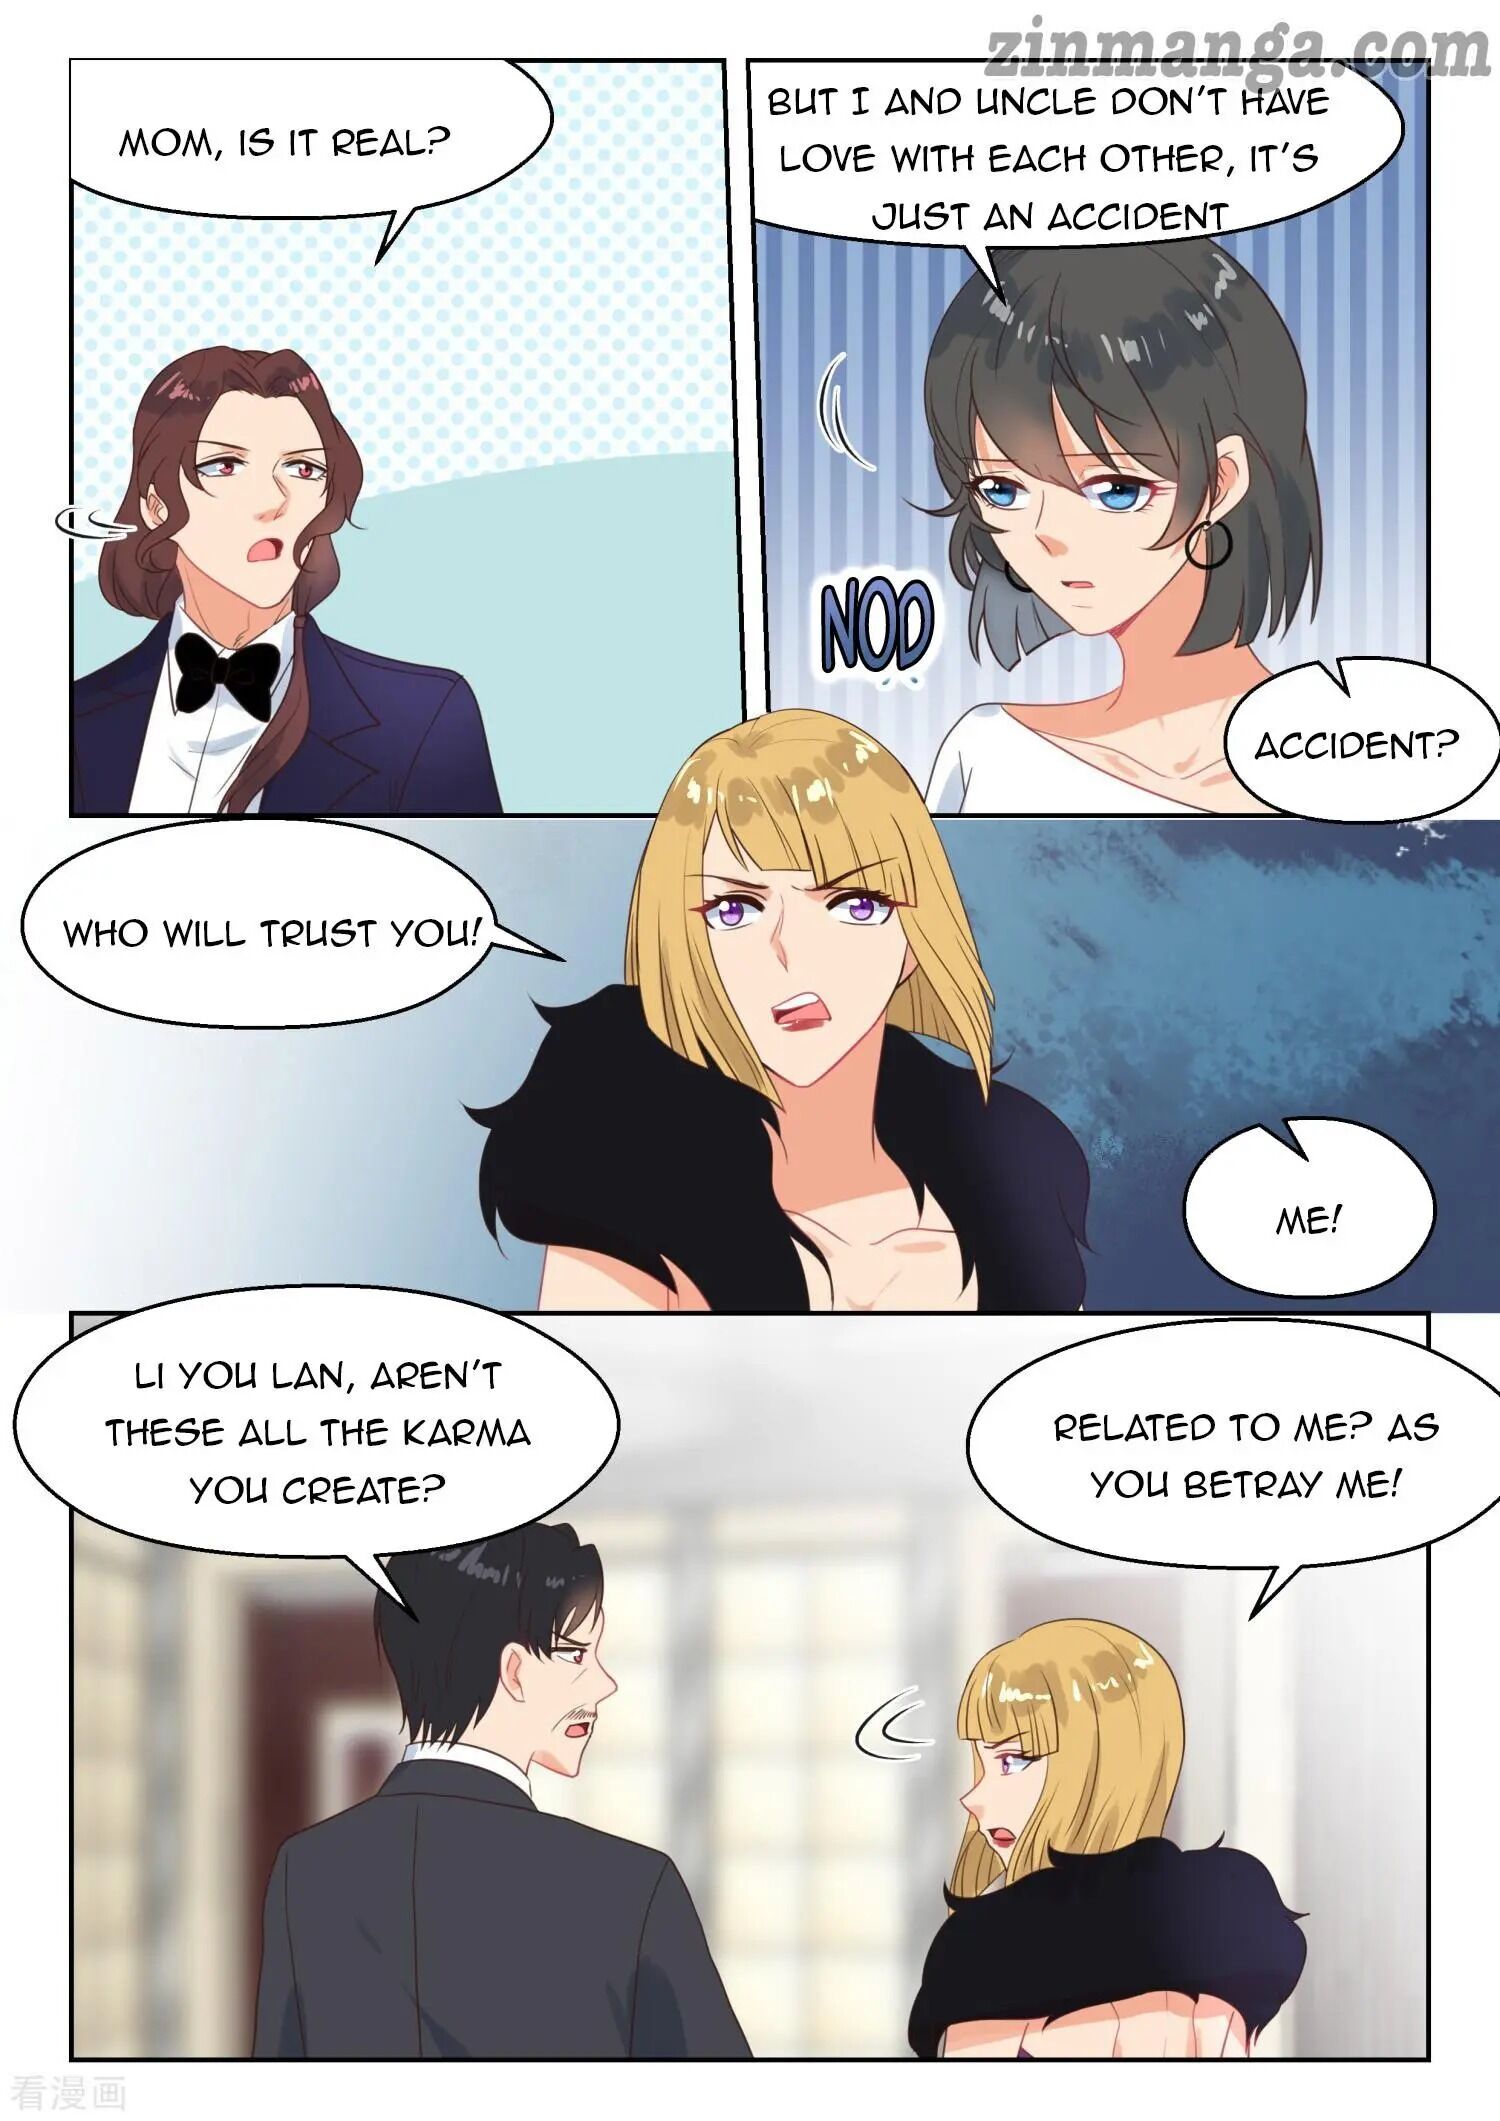 zinmanga.com
MOM, IS IT REAL?
BUT I AND UNCLE DON'T HAVE
LOVE WITH EACH OTHER, IT'S
JUST AN ACCIDENT
NOD
ACCIDENT?
WHO WILL TRUST YOU!
ME!
LI YOU LAN, AREN'T
THESE ALL THE KARMA
YOU CREATE?
RELATED TO ME? AS
YOU BETRAY ME!
看漫画